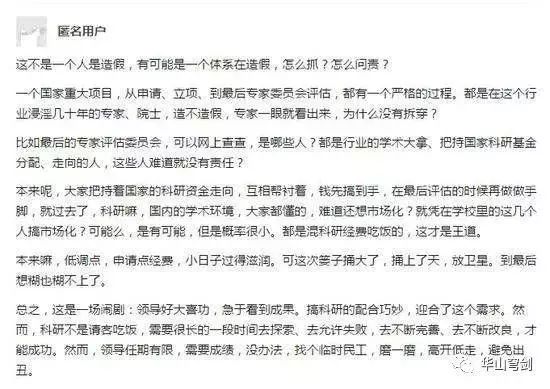 匿名用户
这不是一个人是造假，有可能是一个体系在造假，怎么抓？怎么问责？
一个国家重大项目，从申请、立项、到最后专家委员会评估，都有一个严格的过程。都是在这个行
业浸淫几十年的专家、院士，造不造假，专家一眼就看出来，为什么没有拆穿？
比如最后的专家评估委员会，可以网上查查，是哪些人？都是行业的学术大拿、把持国家科研基金
分配、走向的人，这些人难道就没有责任？
本来呢，大家把持着国家的科研资金走向，互相帮衬着，钱先搞到手，在最后评估的时候再做做手
脚，就过去了，科研嘛，国内的学术环境，大家都懂的，难道还想市场化？就凭在学校里的这几个
人搞市场化？可能么，是有可能，但是概率很小。都是混科研经费吃饭的，这才是王道。
本来嘛，低调点，申请点经费，小日子过得滋润。可这次篓子捅大了，捅上了天，放卫星。到最后
想糊也糊不上了。
总之，这是一场闹剧：领导好大喜功，急于看到成果。搞科研的配合巧妙，迎合了这个需求。然
而，科研不是请客吃饭，需要很长的一段时间去探索、去允许失败，去不断完善、去不断改良，才
能成功。然而，领导任期有限，需要成绩，没办法，找个临时民工，磨一磨，高开低走，避免出
丑。
华山穹剑